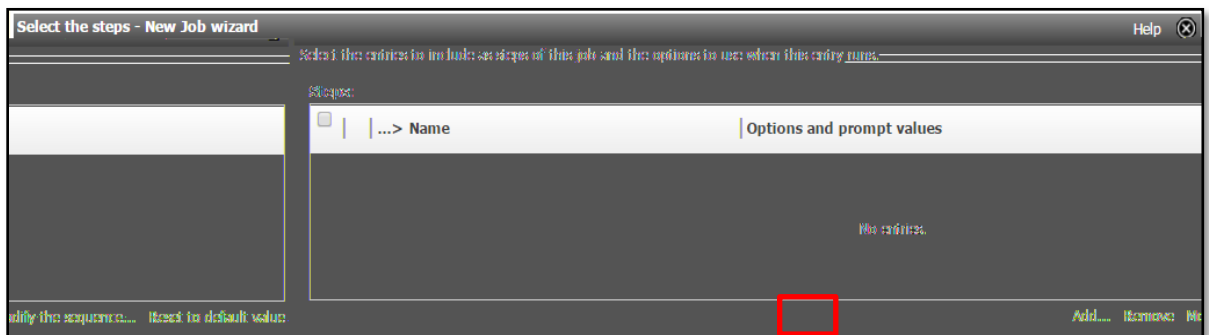 Select the steps - New Job wizard
Help
Select the entries to include as steps of this job and the options to use when this entry runs.
Steps:
...> Name
Options and prompt values
No entries.
the sequence... Reset to default value
Add... Remove